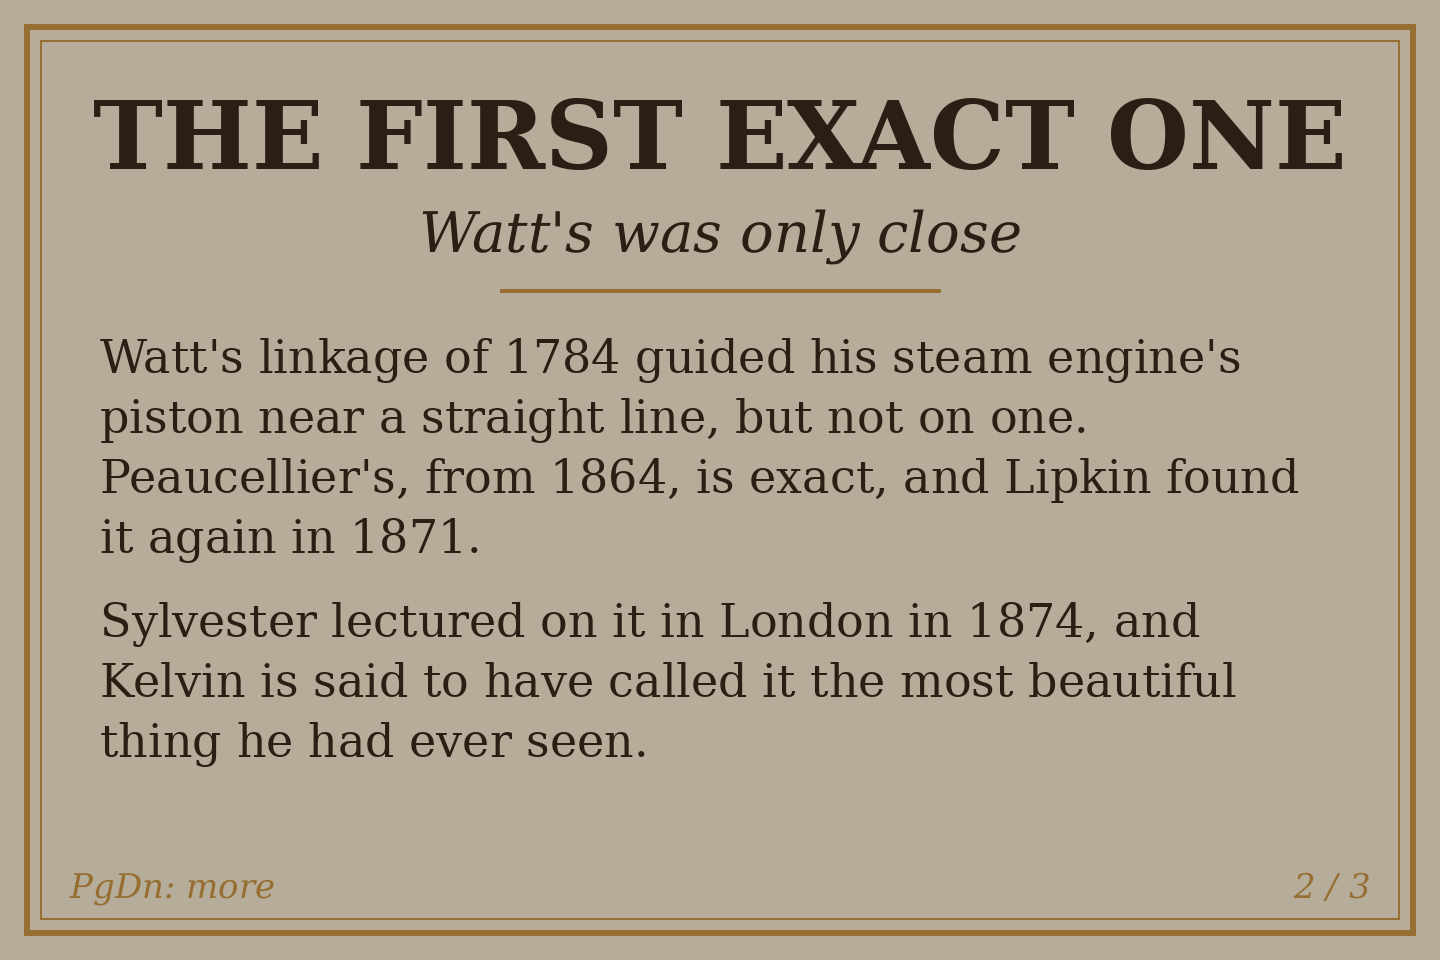 THE FIRST EXACT ONE
Watt's was only close
Watt's linkage of 1784 guided his steam engine's
piston near a straight line, but not on one.
Peaucellier's, from 1864, is exact, and Lipkin found
it again in 1871.
Sylvester lectured on it in London in 1874, and
Kelvin is said to have called it the most beautiful
thing he had ever seen.
PgDn: more
2 / 3